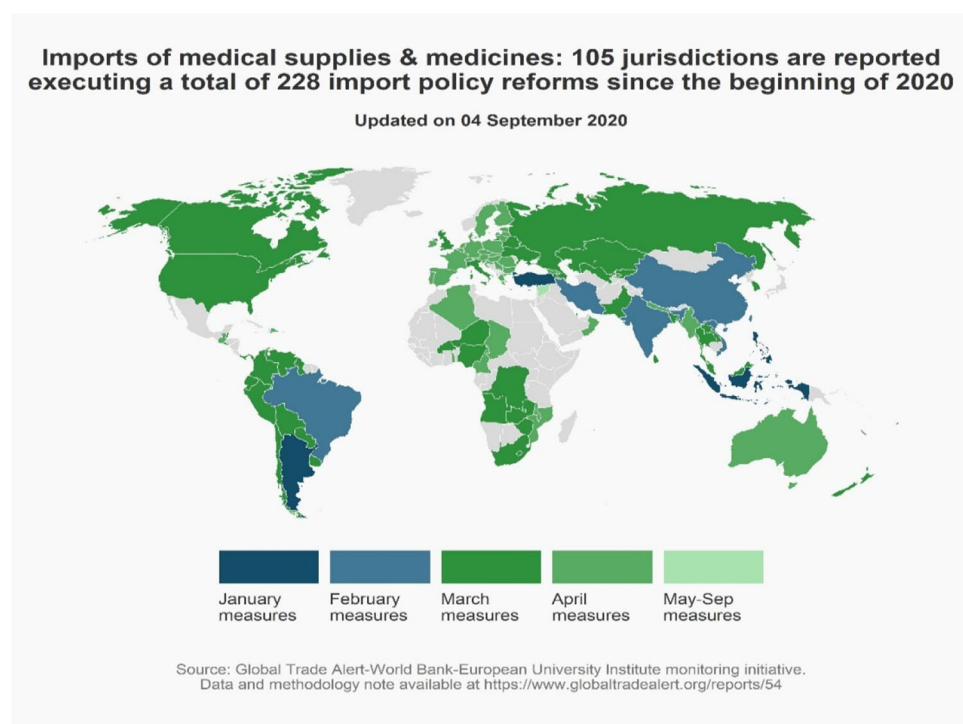 Imports of medical supplies & medicines: 105 jurisdictions are reported
executing a total of 228 import policy reforms since the beginning of 2020
Updated on 04 September 2020
January measures
February measures
March measures
April measures
May-Sep measures
Source: Global Trade Alert-World Bank-European University Institute monitoring initiative.
Data and methodology note available at https://www.globaltradealert.org/reports/54